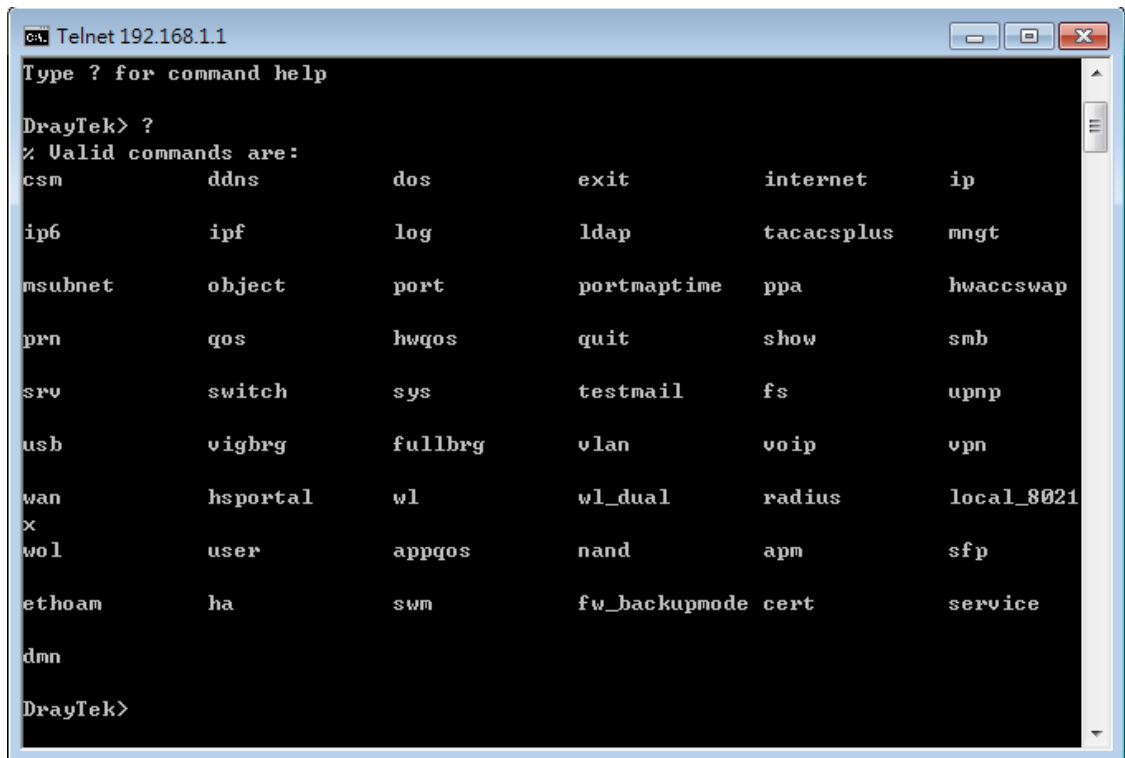 Telnet 192.168.1.1
Type ? for command help
DrayTek> ?
% Valid commands are:
csm ddns dos exit internet ip
ip6 ipf log ldap tacacsplus mngt
msubnet object port portmaptime ppa hwaccswap
prn qos hwqos quit show smb
srv switch sys testmail fs upnp
usb vigbrg fullbrg vlan voip vpn
wan hsportal wl wl_dual radius local_8021
x
wol user appqos nand apm sfp
ethoam ha swm fw_backupmode cert service
dmn
DrayTek>